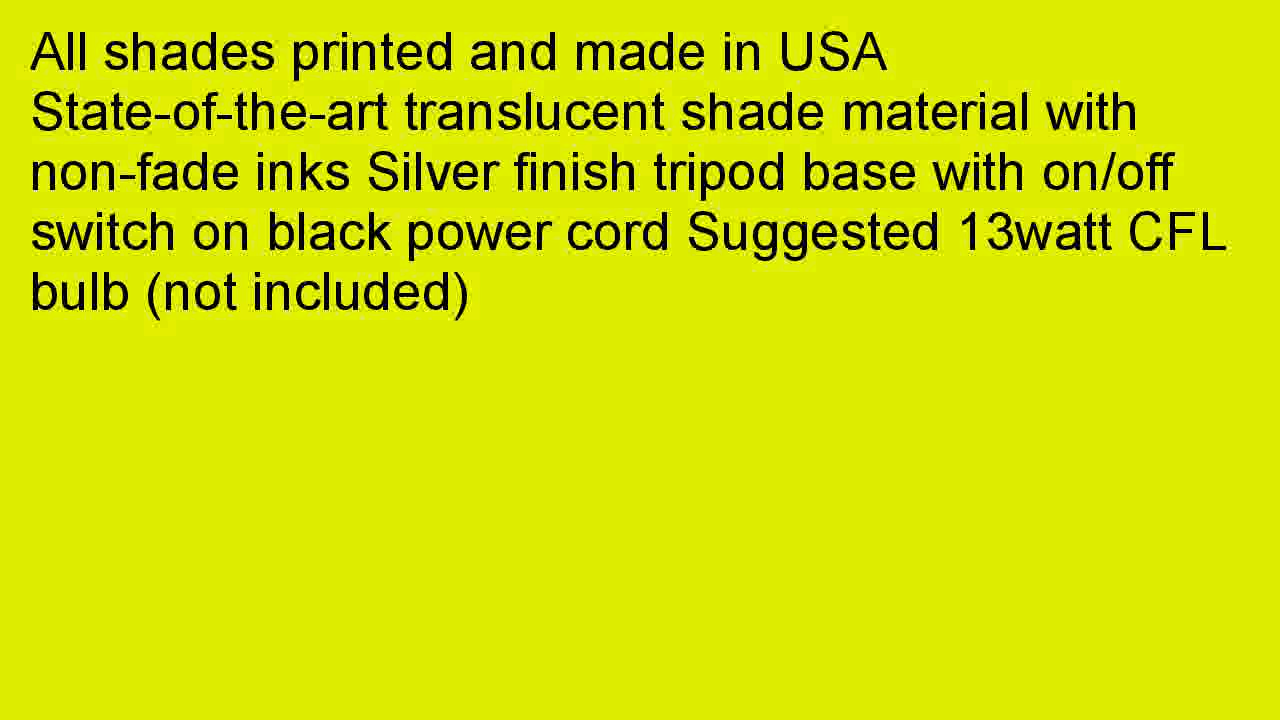 All shades printed and made in USA
State-of-the-art translucent shade material with
non-fade inks Silver finish tripod base with on/off
switch on black power cord Suggested 13watt CFL
bulb (not included)